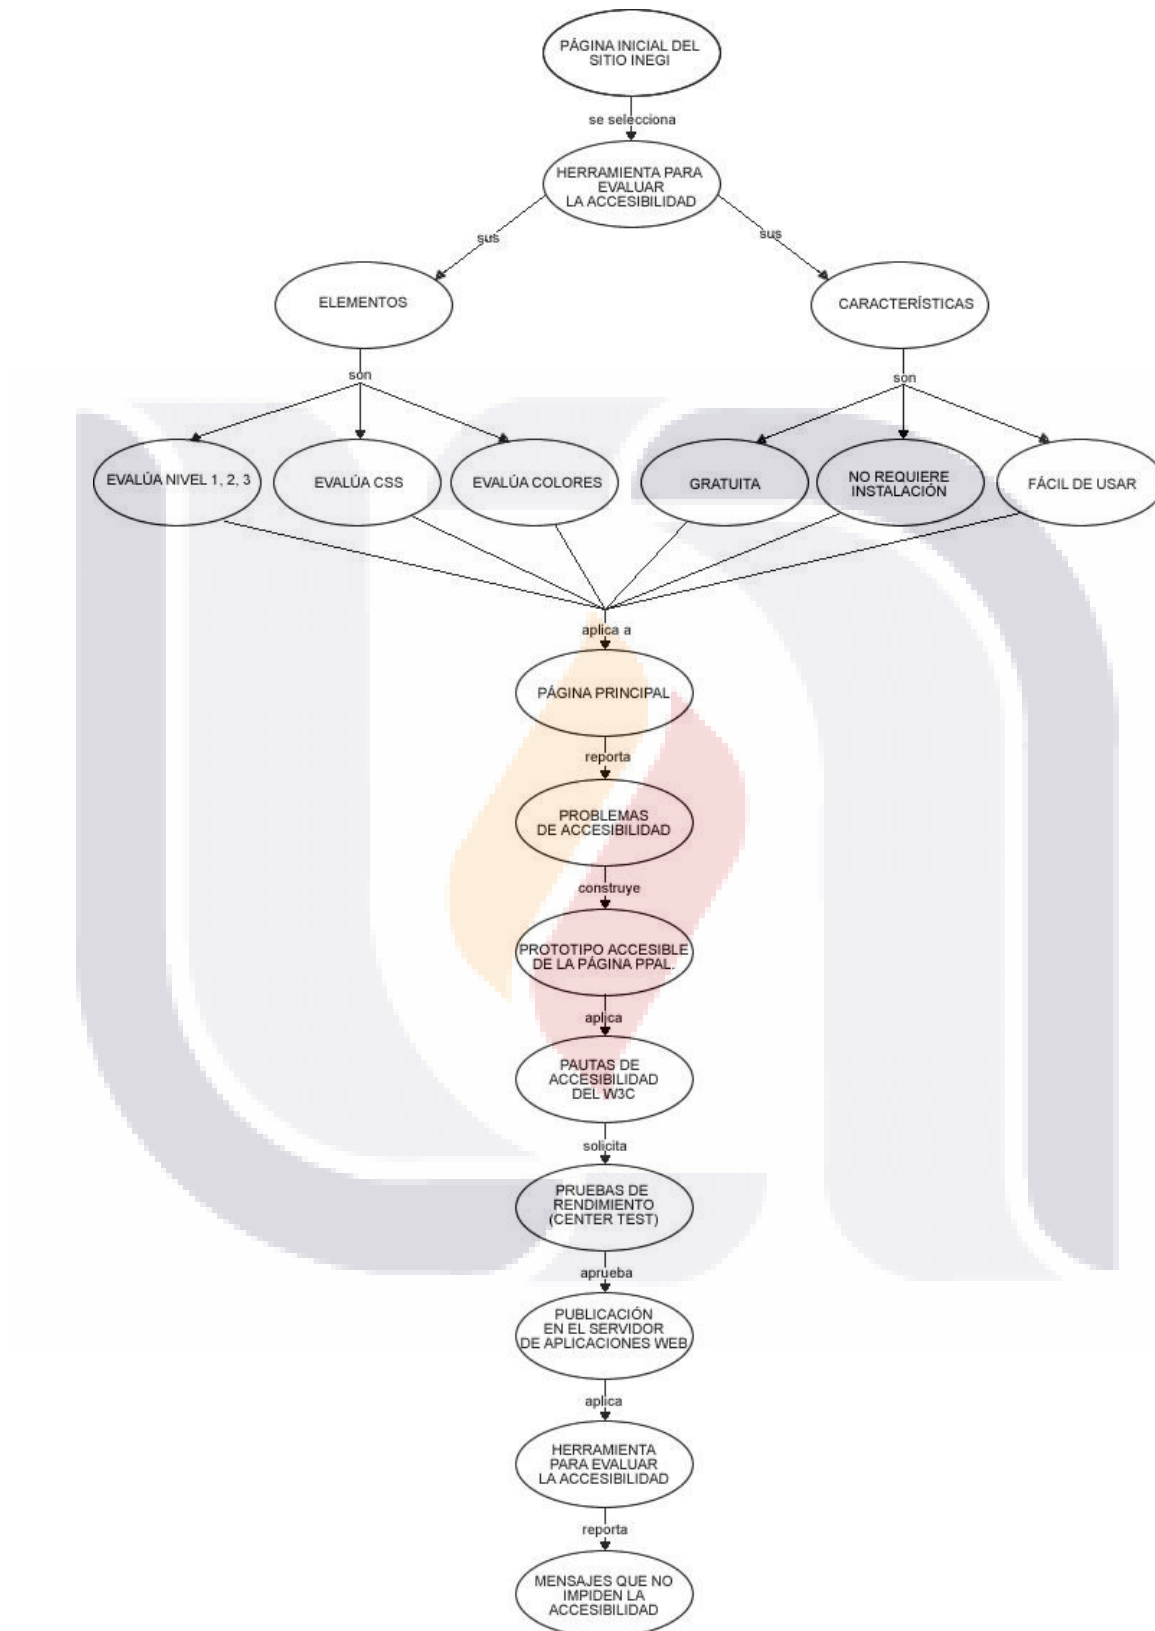 PÁGINA INICIAL DEL
SITIO INEGI
se selecciona
HERRAMIENTA PARA
EVALUAR
LA ACCESIBILIDAD
sus
sus
ELEMENTOS
CARACTERÍSTICAS
son
son
EVALÚA NIVEL 1, 2, 3
EVALÚA CSS
EVALÚA COLORES
GRATUITA
NO REQUIERE
INSTALACIÓN
FÁCIL DE USAR
aplica a
PÁGINA PRINCIPAL
reporta
PROBLEMAS
DE ACCESIBILIDAD
construye
PROTOTIPO ACCESIBLE
DE LA PÁGINA PPAL.
aplica
PAUTAS DE
ACCESIBILIDAD
DEL W3C
solicita
PRUEBAS DE
RENDIMIENTO
(CENTER TEST)
aprueba
PUBLICACIÓN
EN EL SERVIDOR
DE APLICACIONES WEB
aplica
HERRAMIENTA
PARA EVALUAR
LA ACCESIBILIDAD
reporta
MENSAJES QUE NO
IMPIDEN LA
ACCESIBILIDAD